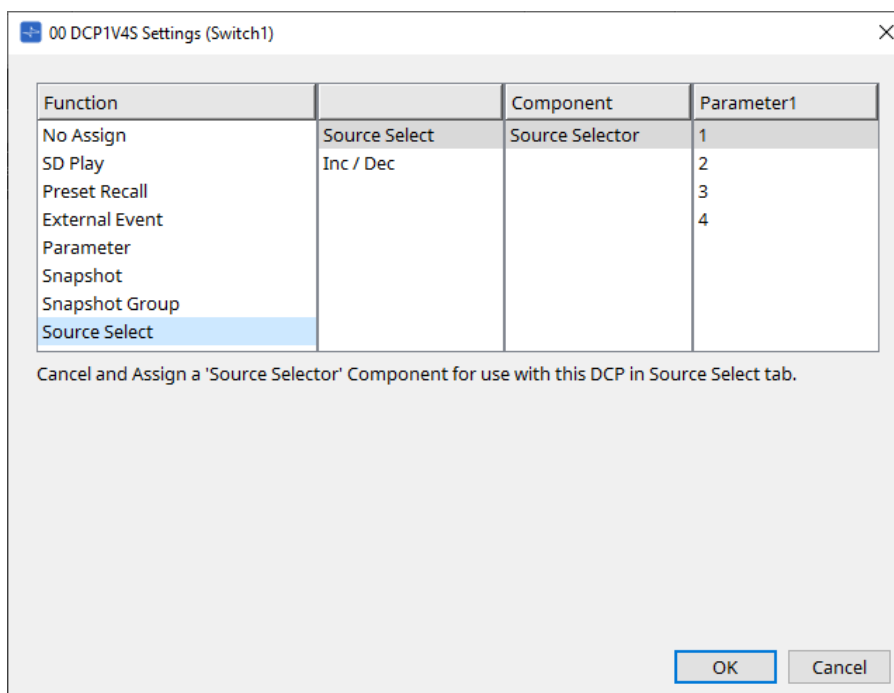 00 DCP1V4S Settings (Switch1)
Function Component Parameter1
No Assign Source Select Source Selector 1
SD Play Inc / Dec 2
Preset Recall 3
External Event 4
Parameter
Snapshot
Snapshot Group
Source Select
Cancel and Assign a 'Source Selector' Component for use with this DCP in Source Select tab.
OK Cancel